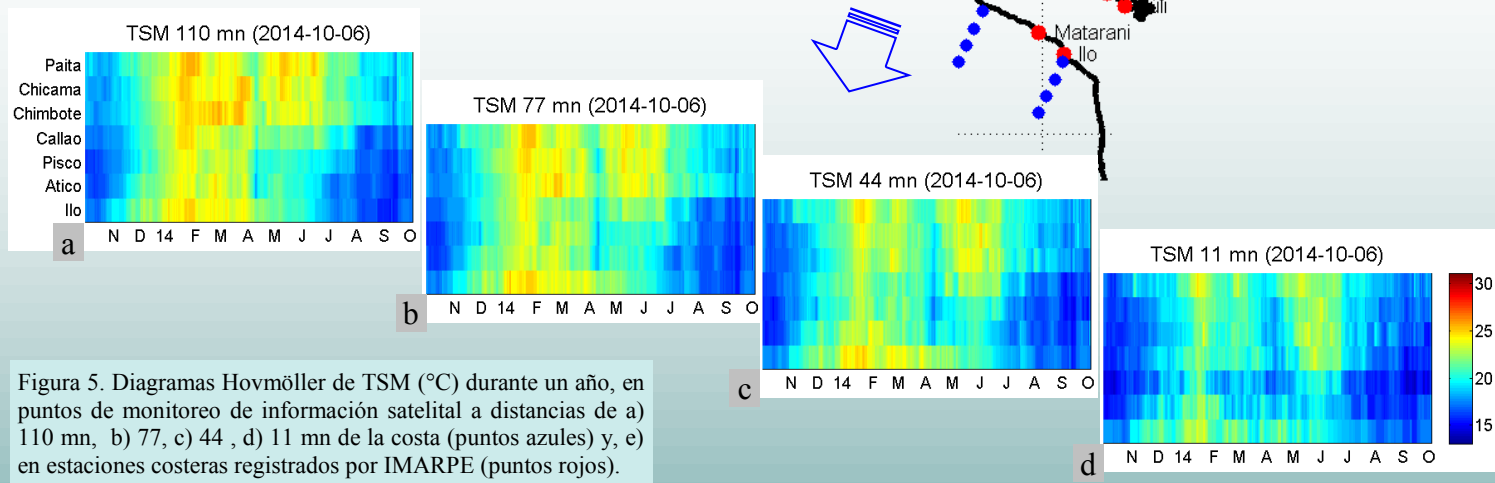 lli
Matarani
Ilo
TSM 110 mn (2014-10-06)
Paita
Chicama
Chimbote
Callao
Pisco
Atico
Ilo
N D 14 F M A M J J A S O
a
TSM 77 mn (2014-10-06)
N D 14 F M A M J J A S O
b
TSM 44 mn (2014-10-06)
N D 14 F M A M J J A S O
c
TSM 11 mn (2014-10-06)
N D 14 F M A M J J A S O
d
30
25
20
15
Figura 5. Diagramas Hovmöller de TSM (°C) durante un año, en
puntos de monitoreo de información satelital a distancias de a)
110 mn, b) 77, c) 44 , d) 11 mn de la costa (puntos azules) y, e)
en estaciones costeras registrados por IMARPE (puntos rojos).